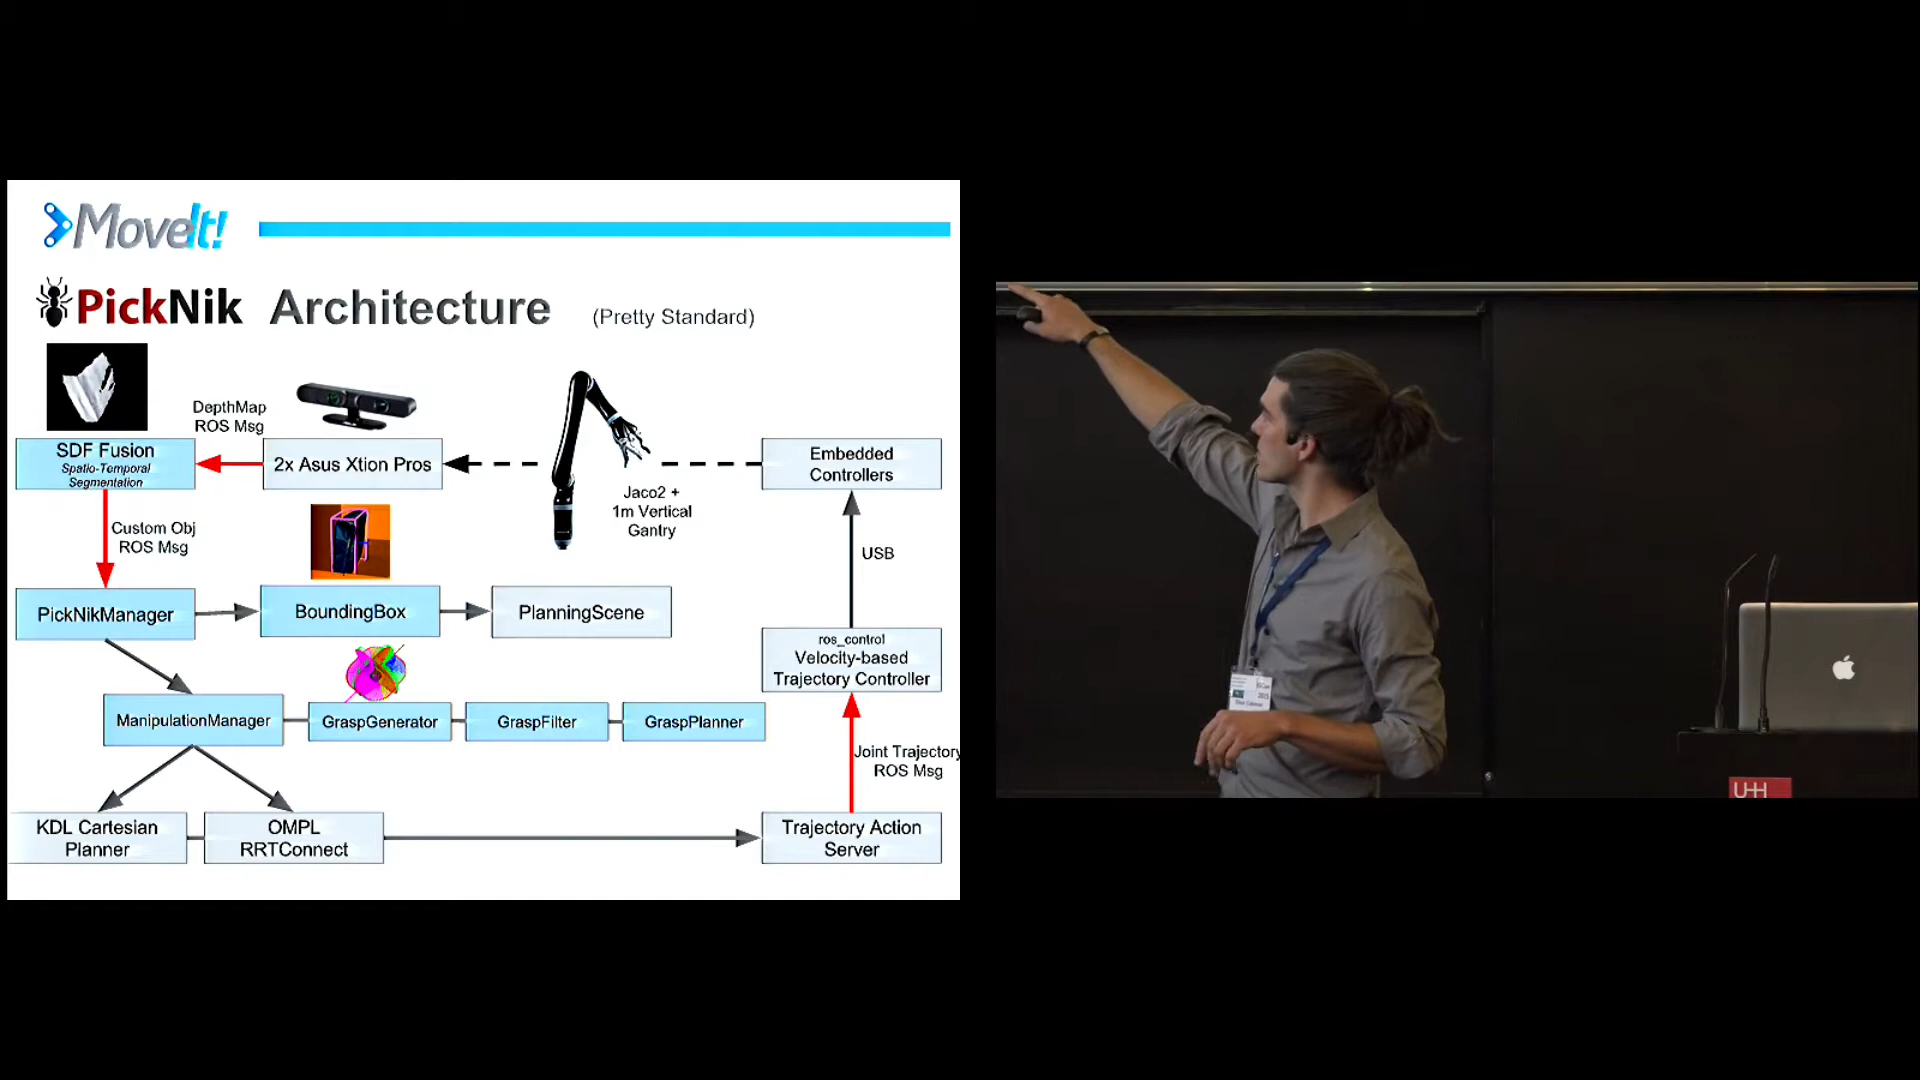 MoveIt!
PickNik Architecture (Pretty Standard)
DepthMap
ROS Msg
SDF Fusion
Spatio-Temporal
Segmentation
2x Asus Xtion Pros
Jaco2 +
1m Vertical
Gantry
Embedded
Controllers
Custom Obj
ROS Msg
USB
PickNikManager
BoundingBox
PlanningScene
ros_control
Velocity-based
Trajectory Controller
ManipulationManager
GraspGenerator
GraspFilter
GraspPlanner
Joint Trajectory
ROS Msg
KDL Cartesian
Planner
OMPL
RRTConnect
Trajectory Action
Server
2015
UHH